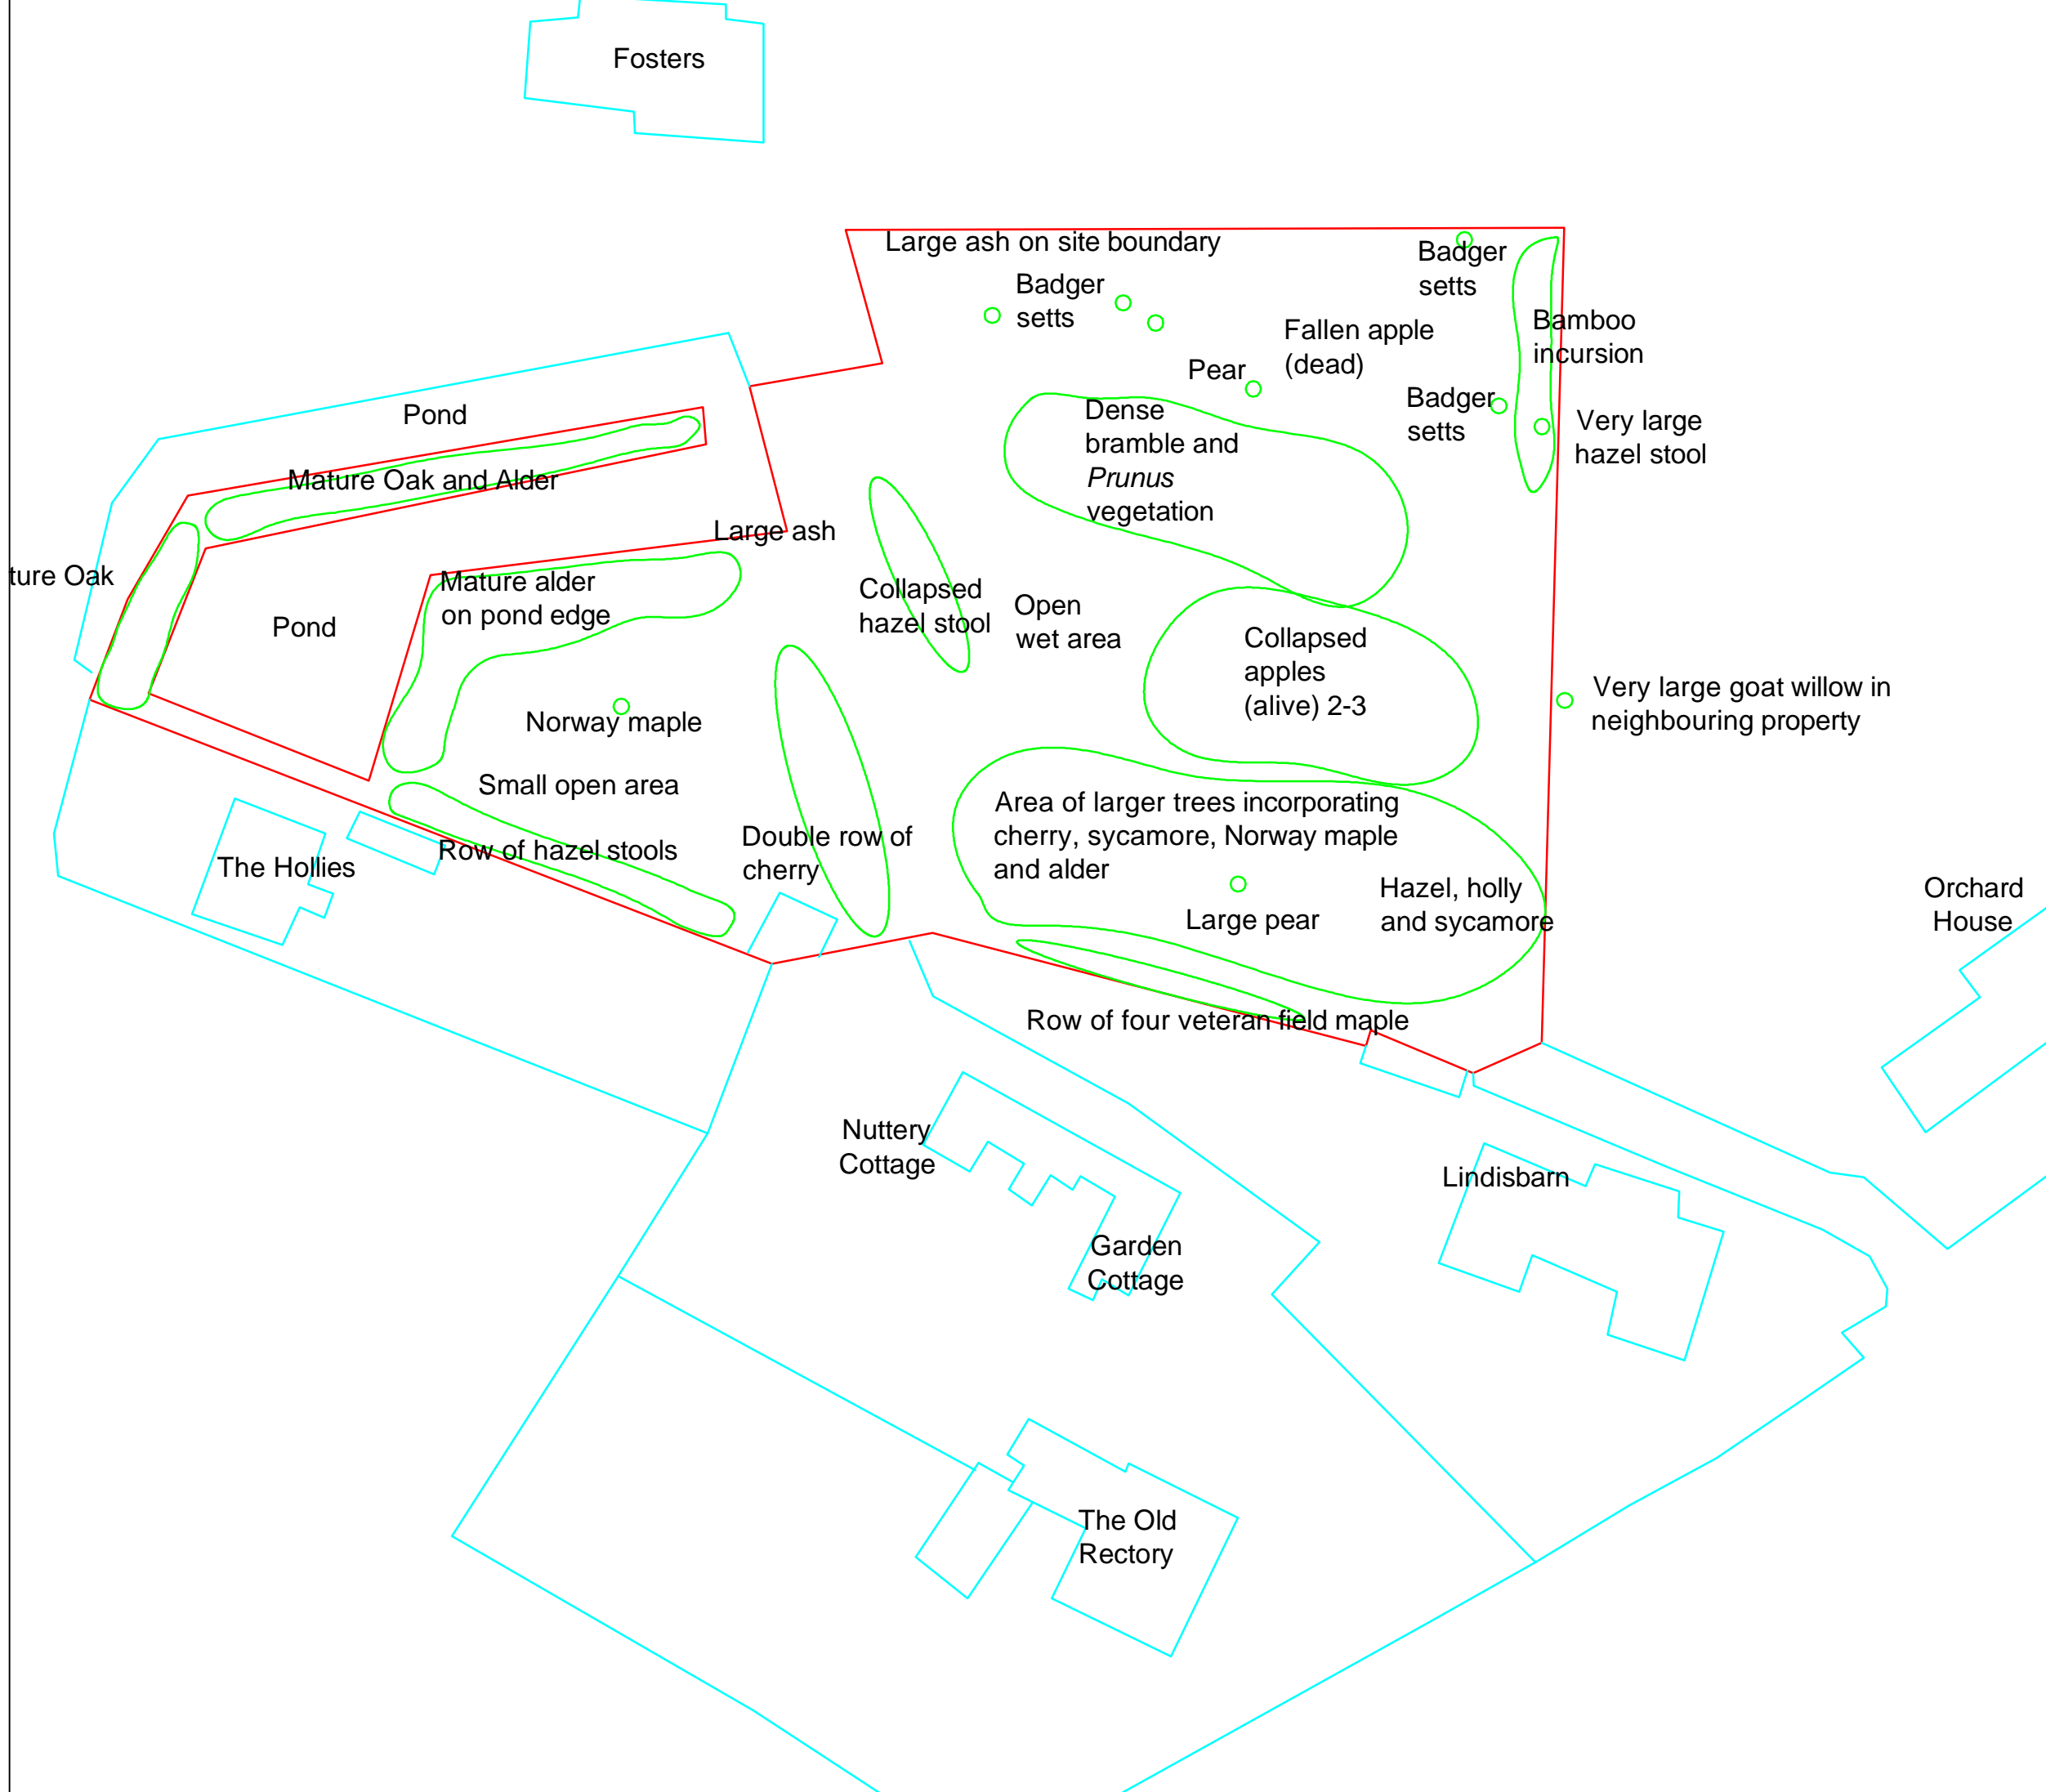 Fosters
Large ash on site boundary
Badger
setts
Badger
setts
Fallen apple
(dead)
Bamboo
incursion
Pear
Badger
setts
Very large
hazel stool
Pond
Dense
bramble and
Prunus
vegetation
Mature Oak and Alder
Large ash
ture Oak
Mature alder
on pond edge
Pond
Collapsed
hazel stool
Open
wet area
Collapsed
apples
(alive) 2-3
Very large goat willow in
neighbouring property
Norway maple
Small open area
Area of larger trees incorporating
cherry, sycamore, Norway maple
and alder
Double row of
cherry
Row of hazel stools
The Hollies
Hazel, holly
and sycamore
Large pear
Orchard
House
Row of four veteran field maple
Nuttery
Cottage
Lindisbarn
Garden
Cottage
The Old
Rectory